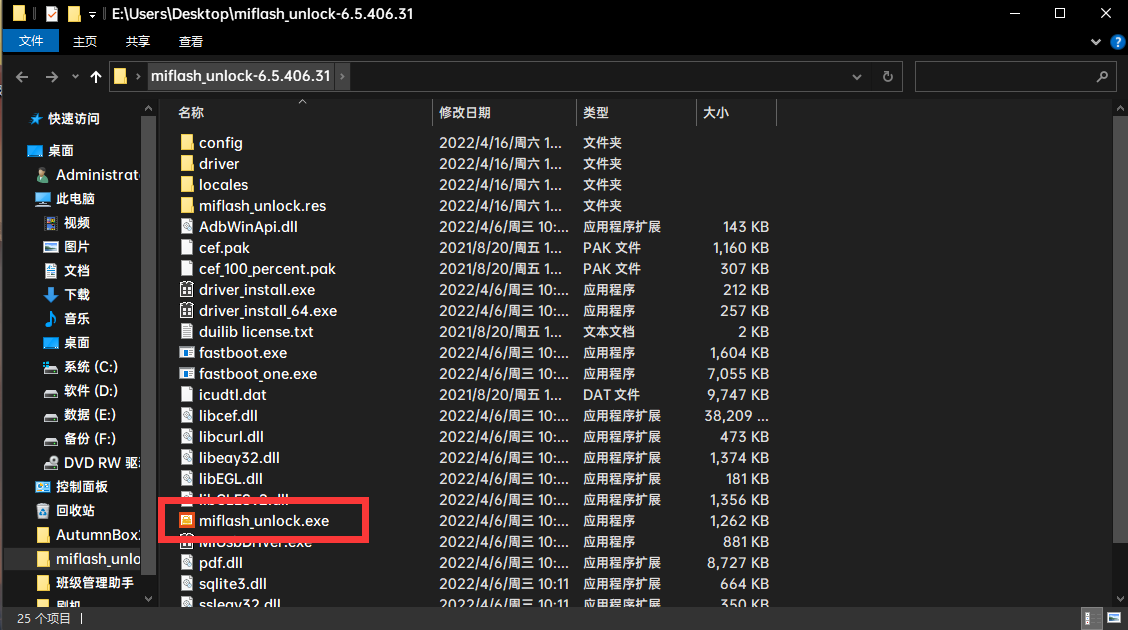 E:\Users\Desktop\miflash_unlock-6.5.406.31
文件 主页 共享 查看
miflash_unlock-6.5.406.31
快速访问
桌面
Administrat
此电脑
视频
图片
文档
下载
音乐
桌面
系统 (C:)
软件 (D:)
数据 (E:)
备份 (F:)
DVD RW 驱
控制面板
回收站
AutumnBox
miflash_unlo
班级管理助手
刷机
名称 修改日期 类型 大小
config 2022/4/16/周六 1... 文件夹
driver 2022/4/16/周六 1... 文件夹
locales 2022/4/16/周六 1... 文件夹
miflash_unlock.res 2022/4/16/周六 1... 文件夹
AdbWinApi.dll 2022/4/6/周三 10:... 应用程序扩展 143 KB
cef.pak 2021/8/20/周五 1... PAK 文件 1,160 KB
cef_100_percent.pak 2021/8/20/周五 1... PAK 文件 307 KB
driver_install.exe 2022/4/6/周三 10:... 应用程序 212 KB
driver_install_64.exe 2022/4/6/周三 10:... 应用程序 257 KB
duilib license.txt 2021/8/20/周五 1... 文本文档 2 KB
fastboot.exe 2022/4/6/周三 10:... 应用程序 1,604 KB
fastboot_one.exe 2022/4/6/周三 10:... 应用程序 7,055 KB
icudtl.dat 2021/8/20/周五 1... DAT 文件 9,747 KB
libcef.dll 2022/4/6/周三 10:... 应用程序扩展 38,209 ...
libcurl.dll 2022/4/6/周三 10:... 应用程序扩展 473 KB
libeay32.dll 2022/4/6/周三 10:... 应用程序扩展 1,374 KB
libEGL.dll 2022/4/6/周三 10:... 应用程序扩展 181 KB
libGLESv2.dll 2022/4/6/周三 10:... 应用程序扩展 1,356 KB
miflash_unlock.exe 2022/4/6/周三 10:... 应用程序 1,262 KB
MiUsbDriver.exe 2022/4/6/周三 10:... 应用程序 881 KB
pdf.dll 2022/4/6/周三 10:... 应用程序扩展 8,727 KB
sqlite3.dll 2022/4/6/周三 10:11 应用程序扩展 664 KB
ssleay32.dll 2022/4/6/周三 10:11 应用程序扩展 350 KB
25 个项目